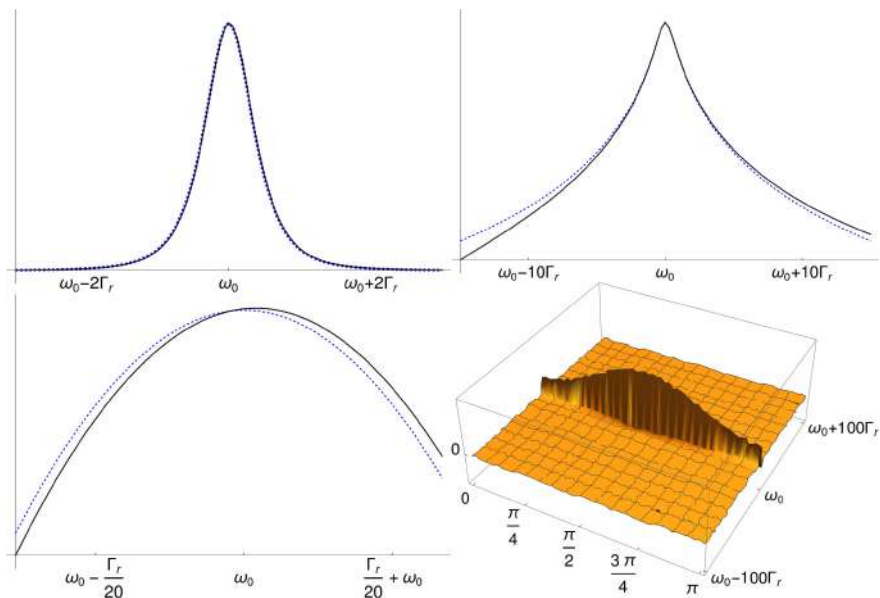 ω₀-2Γᵣ ω₀ ω₀+2Γᵣ
ω₀-10Γᵣ ω₀ ω₀+10Γᵣ
ω₀ - Γᵣ/20 ω₀ Γᵣ/20 + ω₀
0
0
π/4
π/2
3 π/4
π
ω₀-100Γᵣ
ω₀
ω₀+100Γᵣ